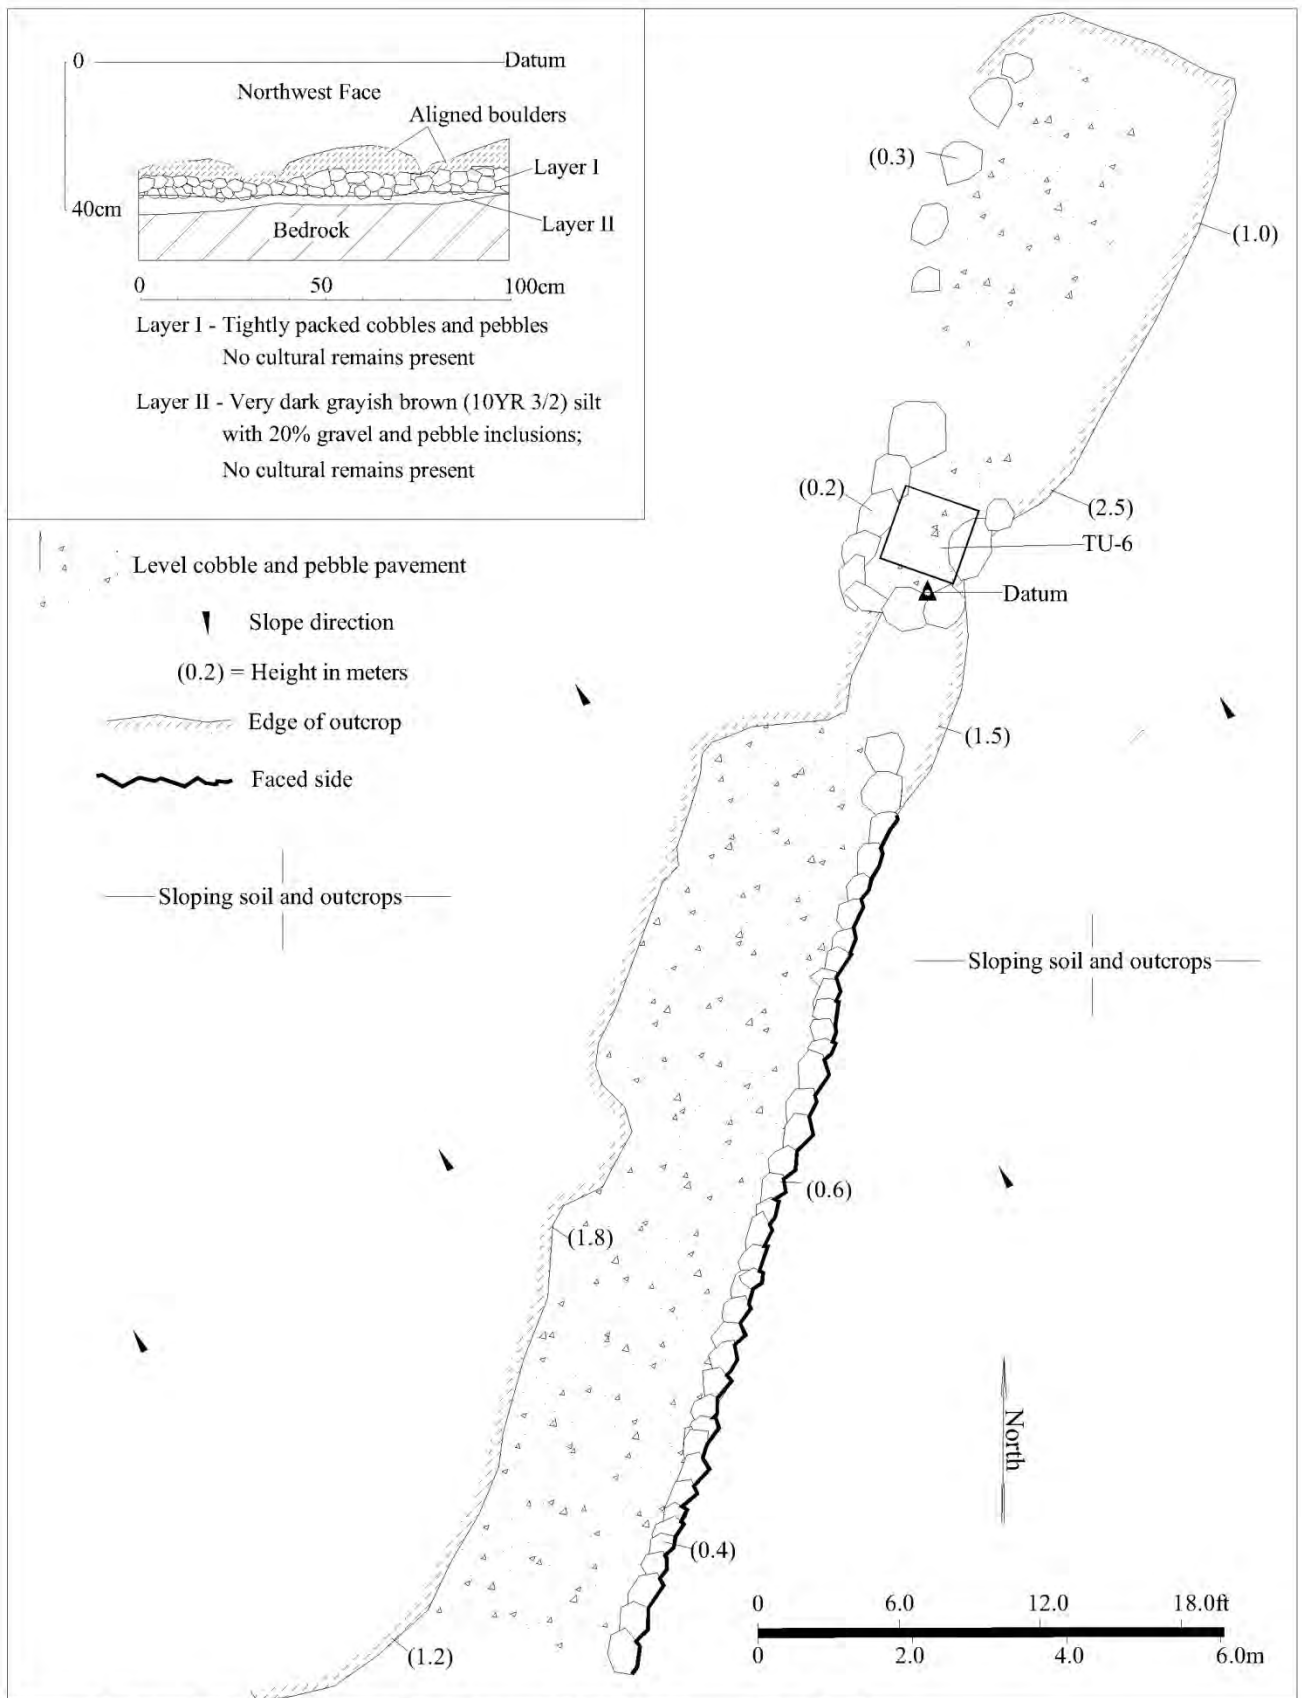 0
Datum
Northwest Face
Aligned boulders
Layer I
40cm
Layer II
Bedrock
0 50 100cm
Layer I - Tightly packed cobbles and pebbles
No cultural remains present
Layer II - Very dark grayish brown (10YR 3/2) silt
with 20% gravel and pebble inclusions;
No cultural remains present
(0.3)
(1.0)
(0.2)
(2.5)
TU-6
Datum
Level cobble and pebble pavement
Slope direction
(0.2) = Height in meters
Edge of outcrop
Faced side
(1.5)
Sloping soil and outcrops
Sloping soil and outcrops
(0.6)
(1.8)
North
(0.4)
(1.2)
0 6.0 12.0 18.0ft
0 2.0 4.0 6.0m